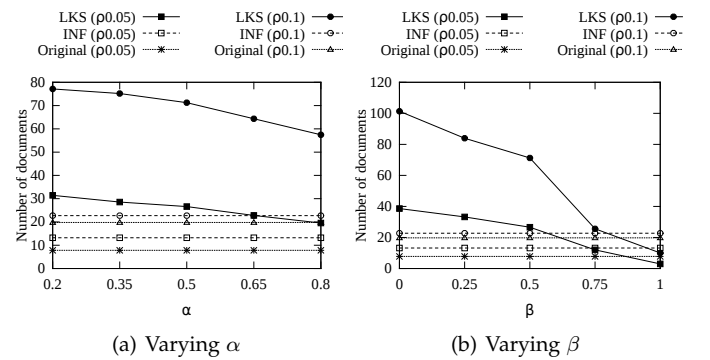 LKS (ρ0.05) LKS (ρ0.1)
INF (ρ0.05) INF (ρ0.1)
Original (ρ0.05) Original (ρ0.1)
80
70
60
50
40
30
20
10
0
Number of documents
0.2 0.35 0.5 0.65 0.8
α
(a) Varying α
LKS (ρ0.05) LKS (ρ0.1)
INF (ρ0.05) INF (ρ0.1)
Original (ρ0.05) Original (ρ0.1)
120
100
80
60
40
20
0
Number of documents
0 0.25 0.5 0.75 1
β
(b) Varying β